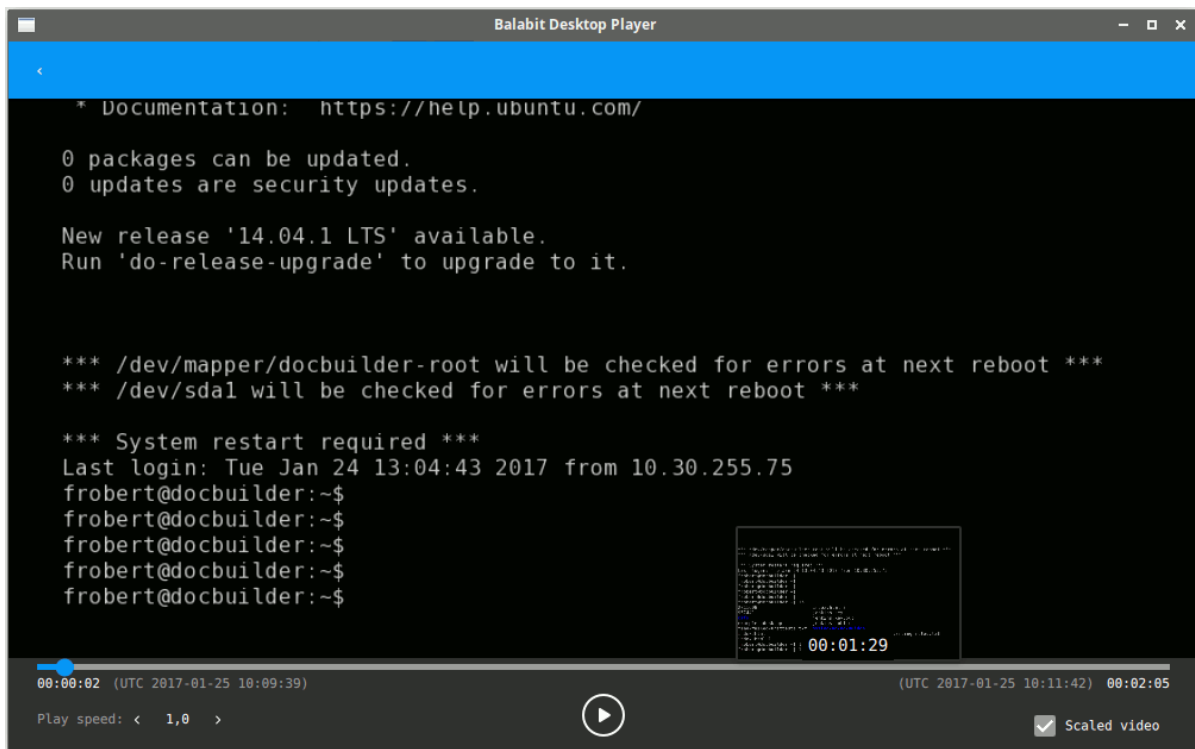 Balabit Desktop Player
* Documentation:  https://help.ubuntu.com/
0 packages can be updated.
0 updates are security updates.
New release '14.04.1 LTS' available.
Run 'do-release-upgrade' to upgrade to it.
*** /dev/mapper/docbuilder-root will be checked for errors at next reboot ***
*** /dev/sda1 will be checked for errors at next reboot ***
*** System restart required ***
Last login: Tue Jan 24 13:04:43 2017 from 10.30.255.75
frobert@docbuilder:~$
frobert@docbuilder:~$
frobert@docbuilder:~$
frobert@docbuilder:~$
frobert@docbuilder:~$
00:01:29
00:00:02 (UTC 2017-01-25 10:09:39) (UTC 2017-01-25 10:11:42) 00:02:05
Play speed: < 1,0 > Scaled video